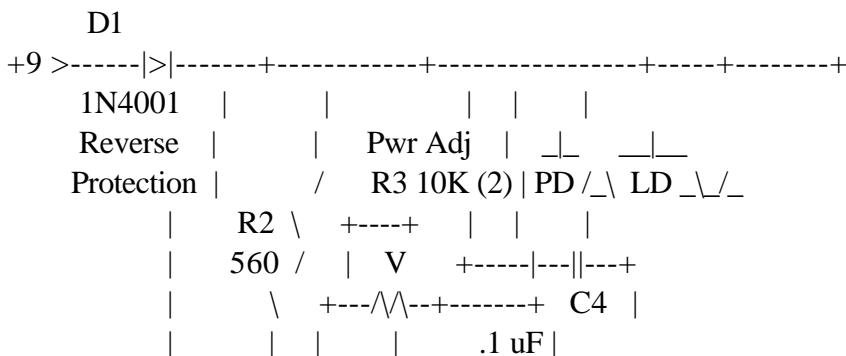 D1
+9 >------|>|-------+------------+-----------------+-----+--------+
1N4001 | | | | |
Reverse | | Pwr Adj | _|_ __|__
Protection | / R3 10K (2) | PD /_\ LD _\_/_
| R2 \ +----+ | | |
| 560 / | V +-----|---||---+
| \ +---/\/\--+-------+ C4 |
| | | | .1 uF |